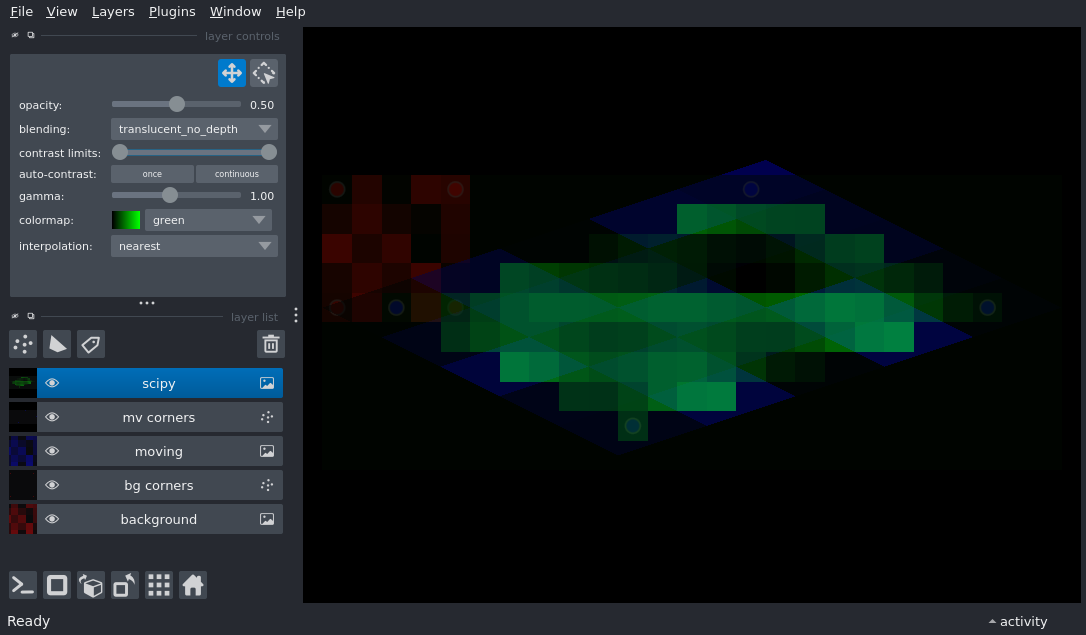 File View Layers Plugins Window Help
layer controls
opacity: 0.50
blending: translucent_no_depth
contrast limits:
auto-contrast: once continuous
gamma: 1.00
colormap: green
interpolation: nearest
layer list
scipy
mv corners
moving
bg corners
background
Ready
activity